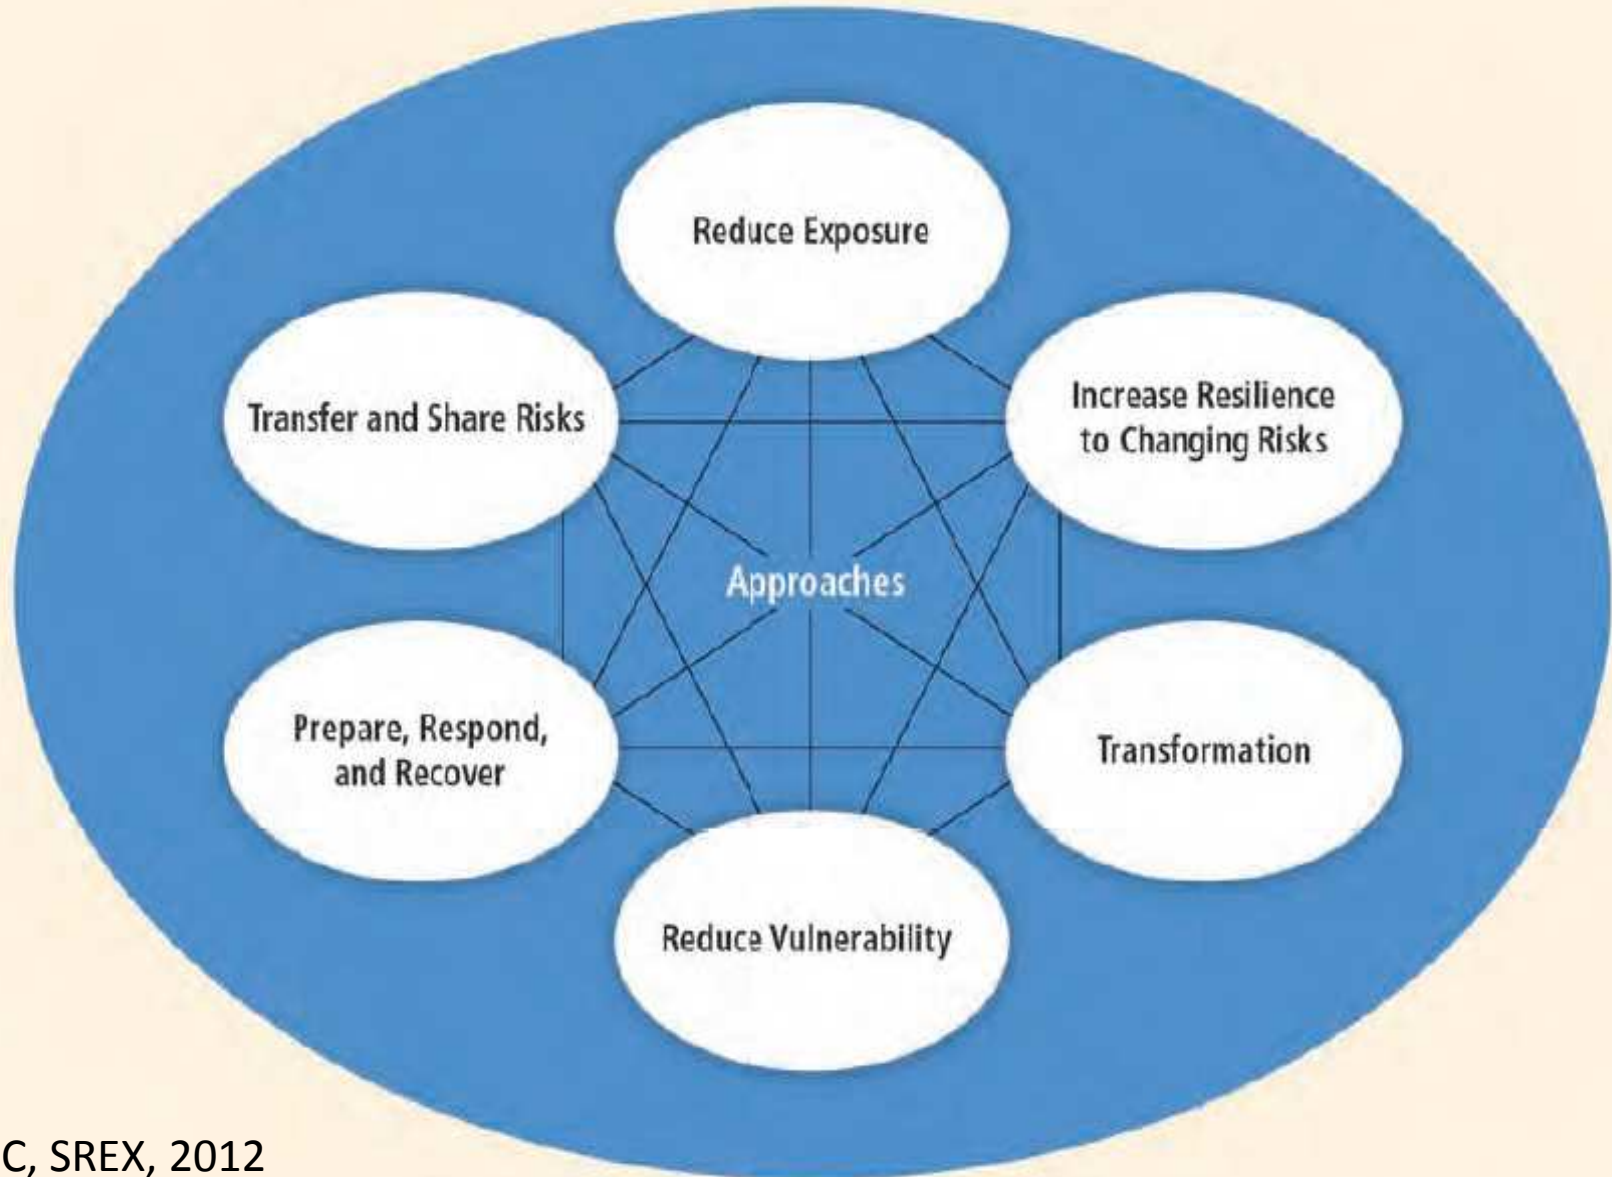 Reduce Exposure
Transfer and Share Risks
Increase Resilience
to Changing Risks
Approaches
Prepare, Respond,
and Recover
Transformation
Reduce Vulnerability
C, SREX, 2012